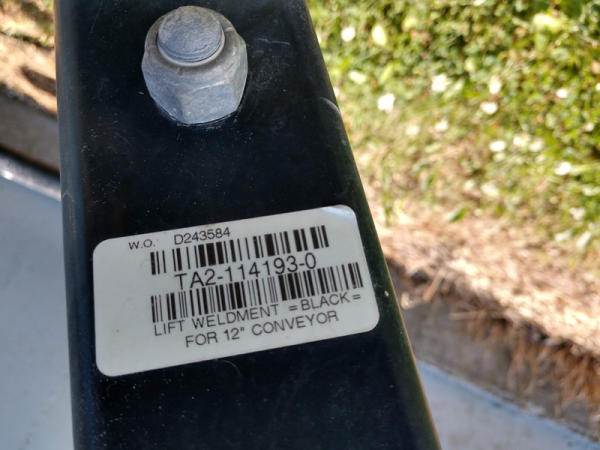 W.O. D243584
TA2-114193-0
LIFT WELDMENT =BLACK=
FOR 12" CONVEYOR